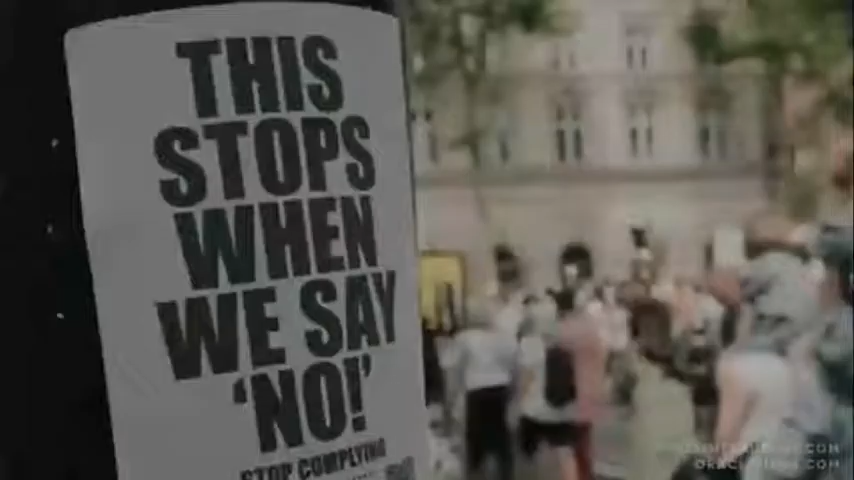 THIS
STOPS
WHEN
WE SAY
‘NO!’
STOP COMPLYING